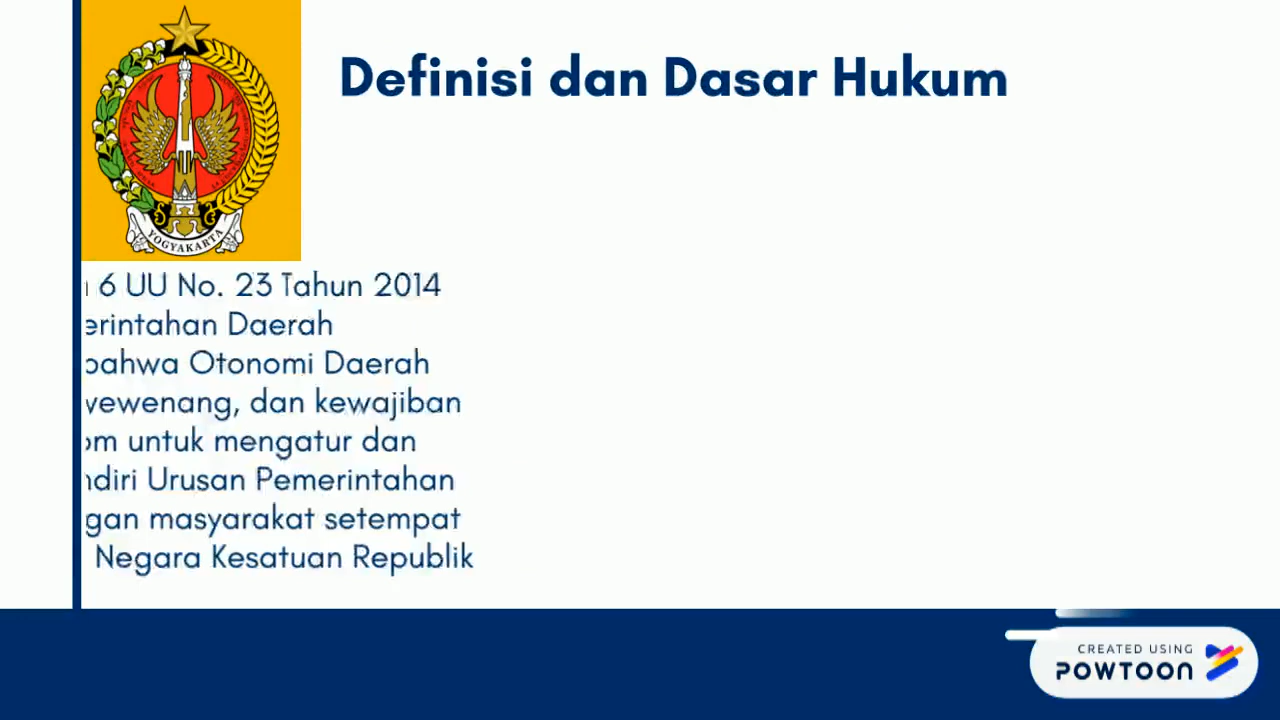 Definisi dan Dasar Hukum
YOGYAKARTA
6 UU No. 23 Tahun 2014
erintahan Daerah
bahwa Otonomi Daerah
wewenang, dan kewajiban
om untuk mengatur dan
ndiri Urusan Pemerintahan
gan masyarakat setempat
Negara Kesatuan Republik
CREATED USING
POWTOON